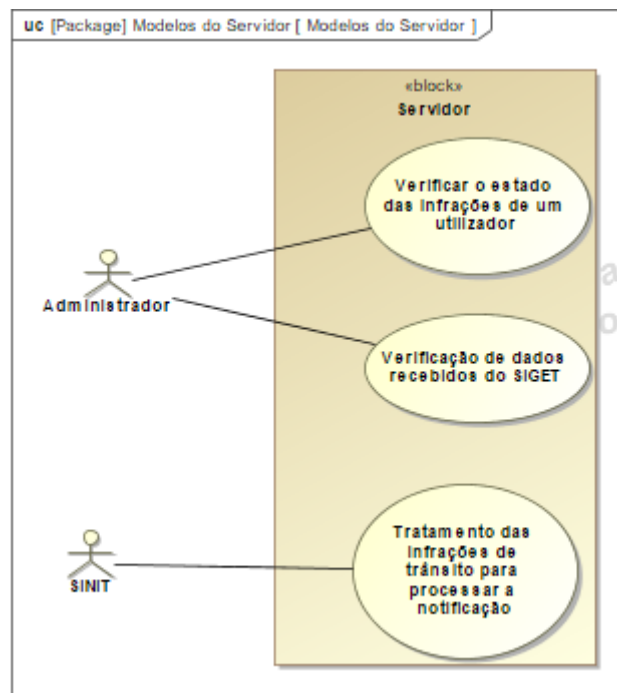 uc [Package] Modelos do Servidor [ Modelos do Servidor ]
«block»
Servidor
Verificar o estado
das infrações de um
utilizador
Administrador
Verificação de dados
recebidos do SIGET
Tratamento das
infrações de
trânsito para
processar a
notificação
SINIT